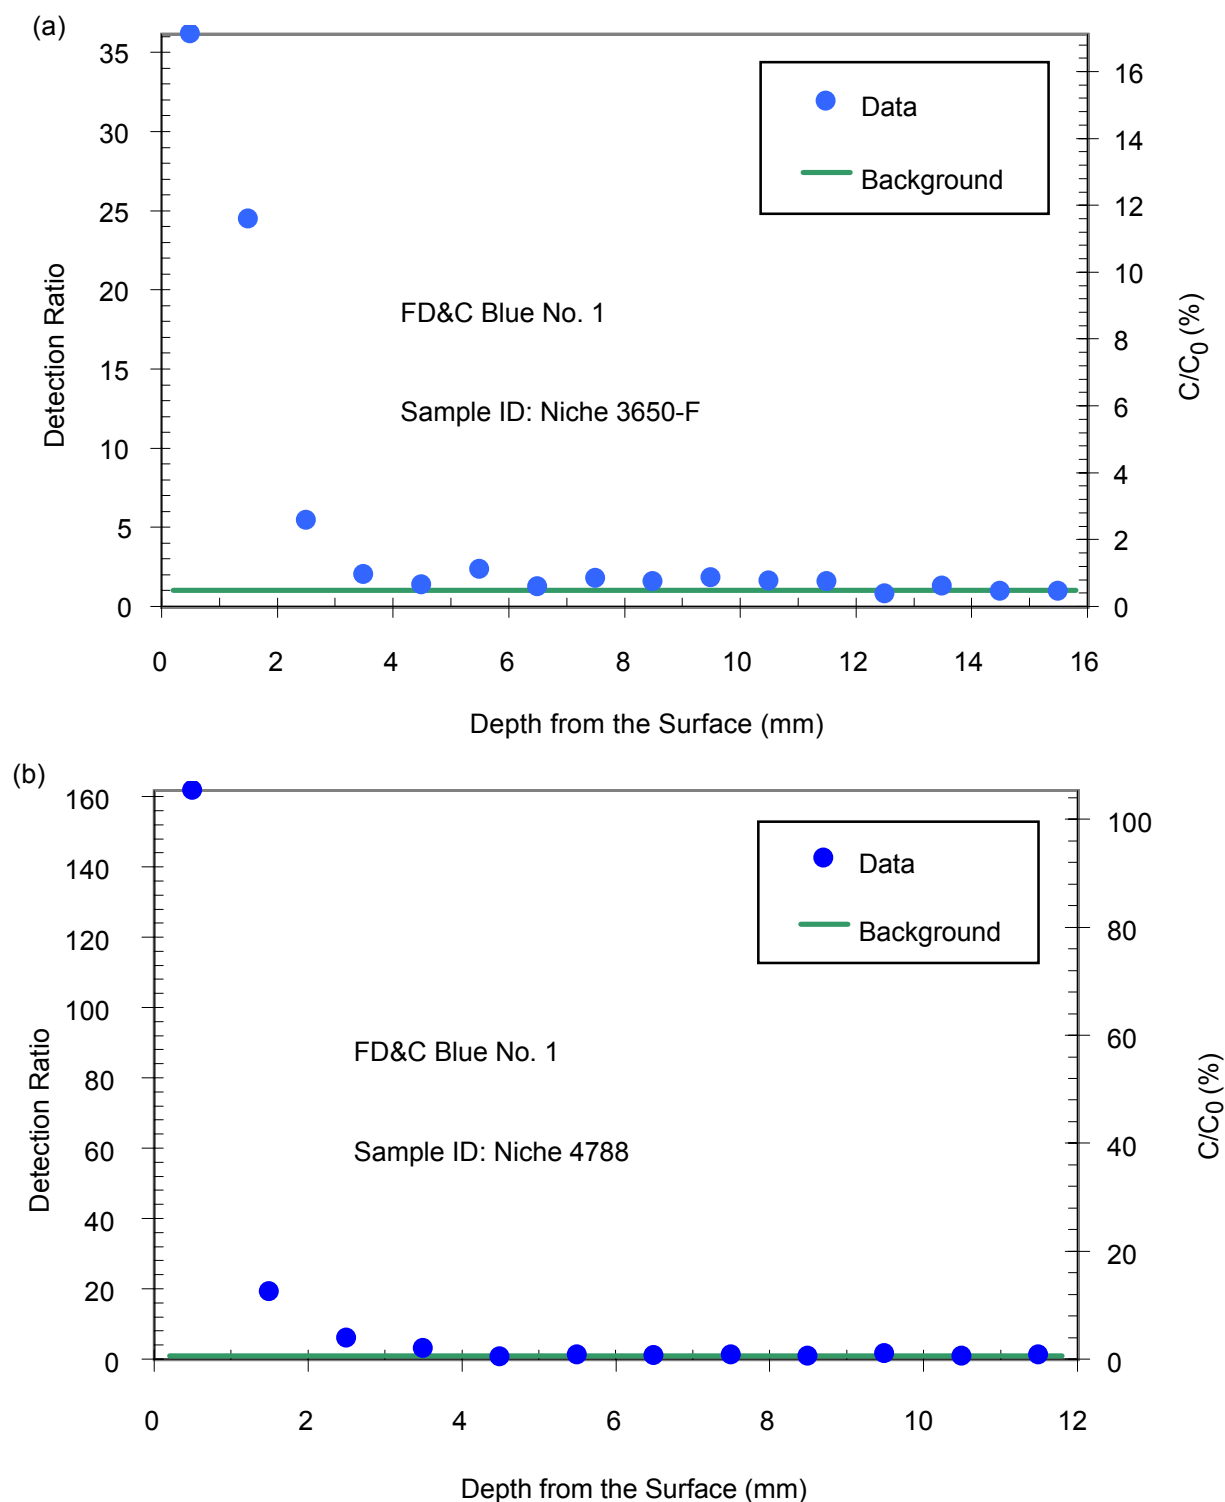 (a)
35
30
25
20
15
10
5
0
Detection Ratio
16
14
12
10
8
6
4
2
0
C/C0 (%)
Data
Background
FD&C Blue No. 1
Sample ID: Niche 3650-F
0 2 4 6 8 10 12 14 16
Depth from the Surface (mm)
(b)
160
140
120
100
80
60
40
20
0
Detection Ratio
100
80
60
40
20
0
C/C0 (%)
Data
Background
FD&C Blue No. 1
Sample ID: Niche 4788
0 2 4 6 8 10 12
Depth from the Surface (mm)